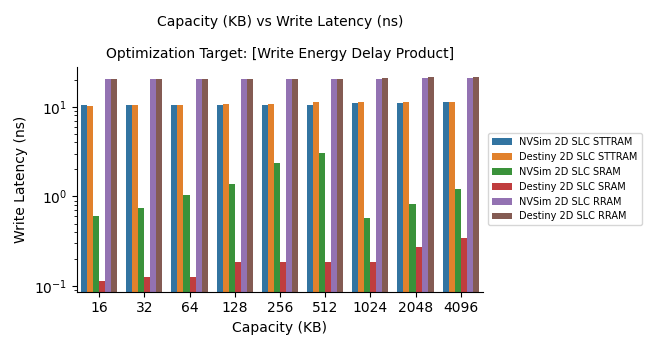 Capacity (KB) vs Write Latency (ns)
Optimization Target: [Write Energy Delay Product]
Write Latency (ns)
10¹
10⁰
10⁻¹
16 32 64 128 256 512 1024 2048 4096
Capacity (KB)
NVSim 2D SLC STTRAM
Destiny 2D SLC STTRAM
NVSim 2D SLC SRAM
Destiny 2D SLC SRAM
NVSim 2D SLC RRAM
Destiny 2D SLC RRAM